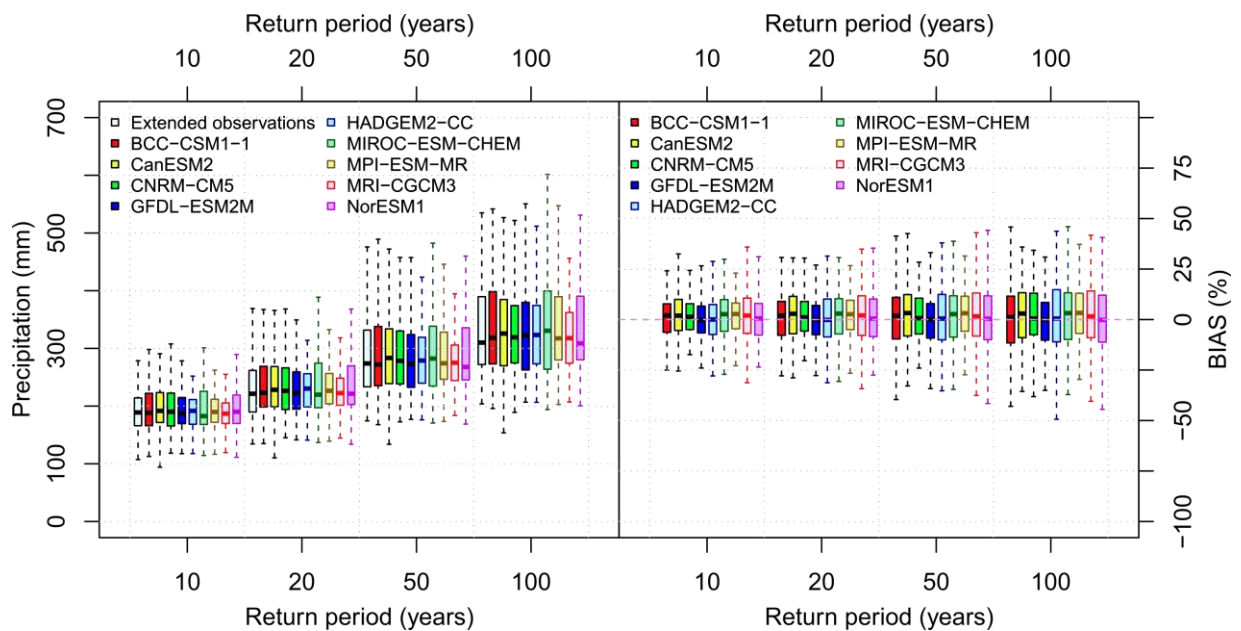 Return period (years)
Return period (years)
10
20
50
100
10
20
50
100
Precipitation (mm)
700
500
300
100
0
Extended observations
BCC−CSM1−1
CanESM2
CNRM−CM5
GFDL−ESM2M
HADGEM2−CC
MIROC−ESM−CHEM
MPI−ESM−MR
MRI−CGCM3
NorESM1
BCC−CSM1−1
CanESM2
CNRM−CM5
GFDL−ESM2M
HADGEM2−CC
MIROC−ESM−CHEM
MPI−ESM−MR
MRI−CGCM3
NorESM1
75
50
25
0
−50
−100
BIAS (%)
10
20
50
100
10
20
50
100
Return period (years)
Return period (years)